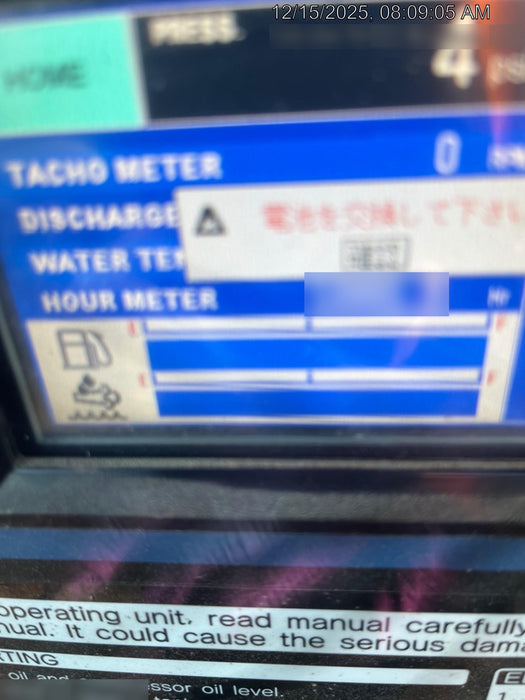 12/15/2025, 08:09:05 AM
PRESS.
HOME
4
TACHO METER
0
DISCHARGE
電池を交換して下さい
確認
WATER TEM
HOUR METER
Hr
E F
E F
operating unit, read manual carefully
nual. It could cause the serious dama
TING
oil and
ssor oil level.